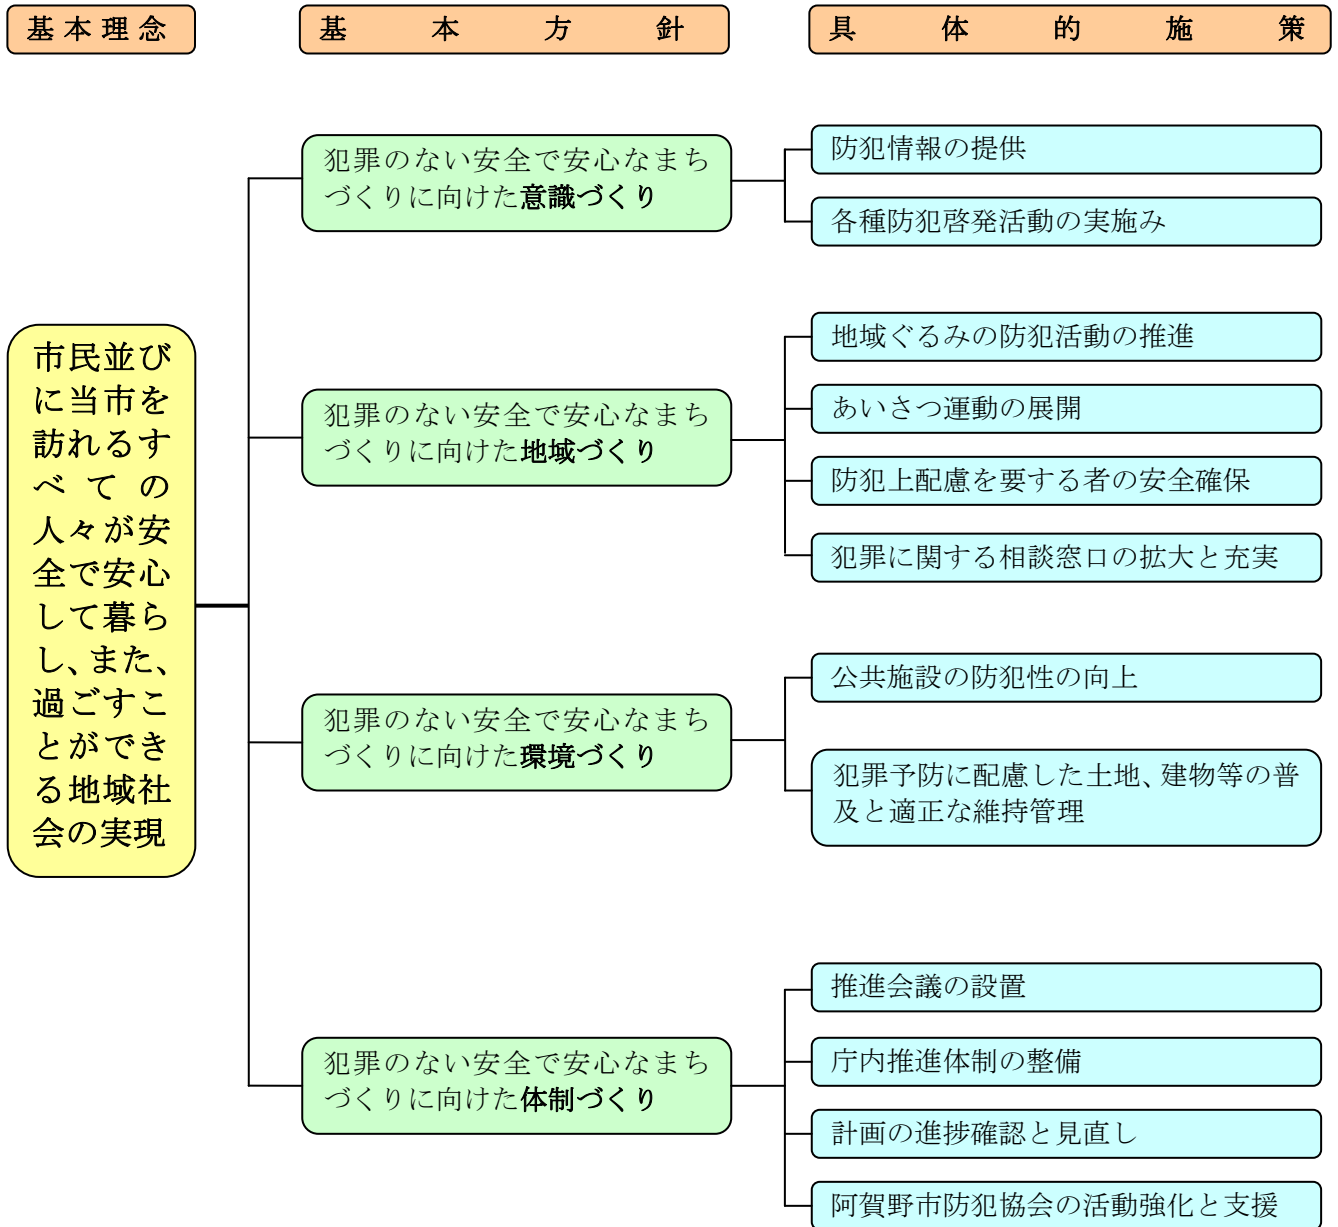 基本理念
基本方針
具体的施策
市民並び
に当市を
訪れるす
べての
人々が安
全で安心
して暮ら
し、また、
過ごすこ
とができ
る地域社
会の実現
犯罪のない安全で安心なまち
づくりに向けた意識づくり
防犯情報の提供
各種防犯啓発活動の実施み
犯罪のない安全で安心なまち
づくりに向けた地域づくり
地域ぐるみの防犯活動の推進
あいさつ運動の展開
防犯上配慮を要する者の安全確保
犯罪に関する相談窓口の拡大と充実
犯罪のない安全で安心なまち
づくりに向けた環境づくり
公共施設の防犯性の向上
犯罪予防に配慮した土地、建物等の普
及と適正な維持管理
犯罪のない安全で安心なまち
づくりに向けた体制づくり
推進会議の設置
庁内推進体制の整備
計画の進捗確認と見直し
阿賀野市防犯協会の活動強化と支援